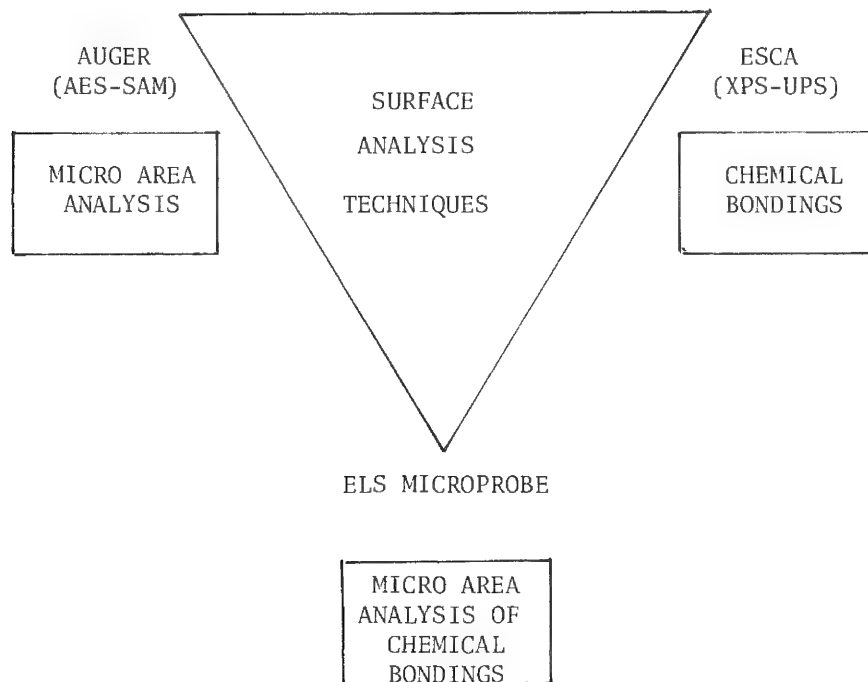 AUGER
(AES-SAM)
MICRO AREA
ANALYSIS
SURFACE
ANALYSIS
TECHNIQUES
ESCA
(XPS-UPS)
CHEMICAL
BONDINGS
ELS MICROPROBE
MICRO AREA
ANALYSIS OF
CHEMICAL
BONDINGS